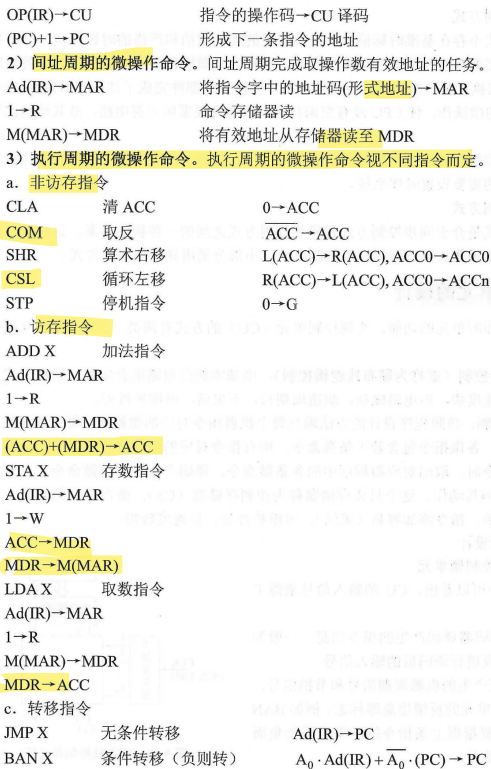 OP(IR)→CU 指令的操作码→CU 译码
(PC)+1→PC 形成下一条指令的地址
2）间址周期的微操作命令。间址周期完成取操作数有效地址的任务。
Ad(IR)→MAR 将指令字中的地址码(形式地址)→MAR
1→R 命令存储器读
M(MAR)→MDR 将有效地址从存储器读至 MDR
3）执行周期的微操作命令。执行周期的微操作命令视不同指令而定。
a．非访存指令
CLA 清 ACC 0→ACC
COM 取反 \overline{ACC}→ACC
SHR 算术右移 L(ACC)→R(ACC), ACC0→ACC0
CSL 循环左移 R(ACC)→L(ACC), ACC0→ACCn
STP 停机指令 0→G
b．访存指令
ADD X 加法指令
Ad(IR)→MAR
1→R
M(MAR)→MDR
(ACC)+(MDR)→ACC
STA X 存数指令
Ad(IR)→MAR
1→W
ACC→MDR
MDR→M(MAR)
LDA X 取数指令
Ad(IR)→MAR
1→R
M(MAR)→MDR
MDR→ACC
c．转移指令
JMP X 无条件转移 Ad(IR)→PC
BAN X 条件转移（负则转） A₀·Ad(IR) + \overline{A₀}·(PC)→PC